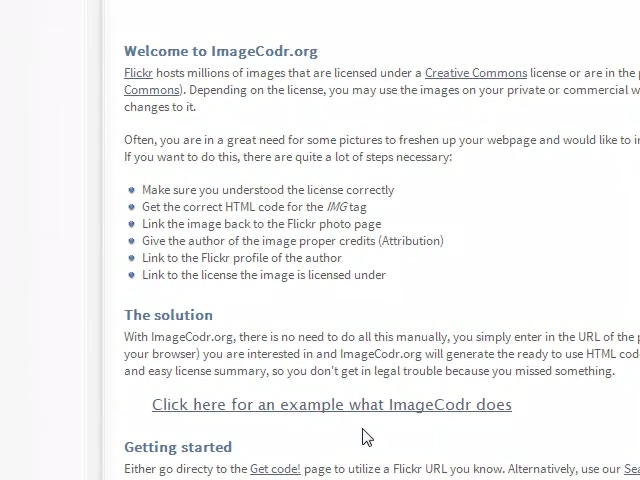 Welcome to ImageCodr.org
Flickr hosts millions of images that are licensed under a Creative Commons license or are in the
Commons). Depending on the license, you may use the images on your private or commercial
changes to it.
Often, you are in a great need for some pictures to freshen up your webpage and would like to
If you want to do this, there are quite a lot of steps necessary:
Make sure you understood the license correctly
Get the correct HTML code for the IMG tag
Link the image back to the Flickr photo page
Give the author of the image proper credits (Attribution)
Link to the Flickr profile of the author
Link to the license the image is licensed under
The solution
With ImageCodr.org, there is no need to do all this manually, you simply enter in the URL of the
your browser) you are interested in and ImageCodr.org will generate the ready to use HTML
and easy license summary, so you don't get in legal trouble because you missed something.
Click here for an example what ImageCodr does
Getting started
Either go directy to the Get code! page to utilize a Flickr URL you know. Alternatively, use our